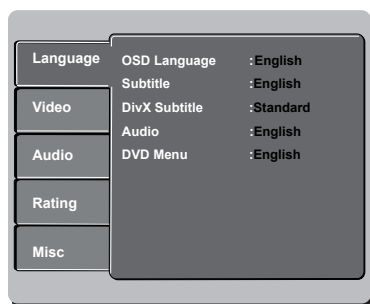 Language
Video
Audio
Rating
Misc
OSD Language :English
Subtitle :English
DivX Subtitle :Standard
Audio :English
DVD Menu :English